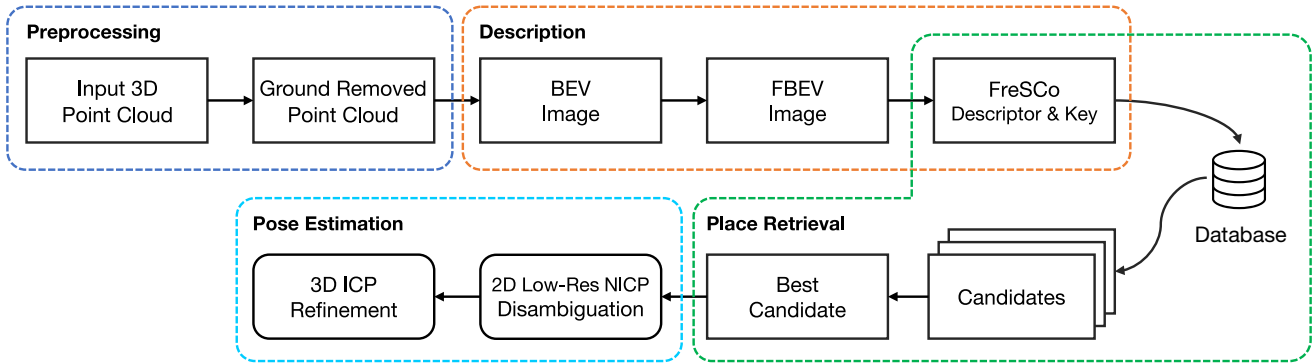 Preprocessing
Input 3D
Point Cloud
Ground Removed
Point Cloud
Description
BEV
Image
FBEV
Image
FreSCo
Descriptor & Key
Database
Place Retrieval
Candidates
Best
Candidate
Pose Estimation
2D Low-Res NICP
Disambiguation
3D ICP
Refinement